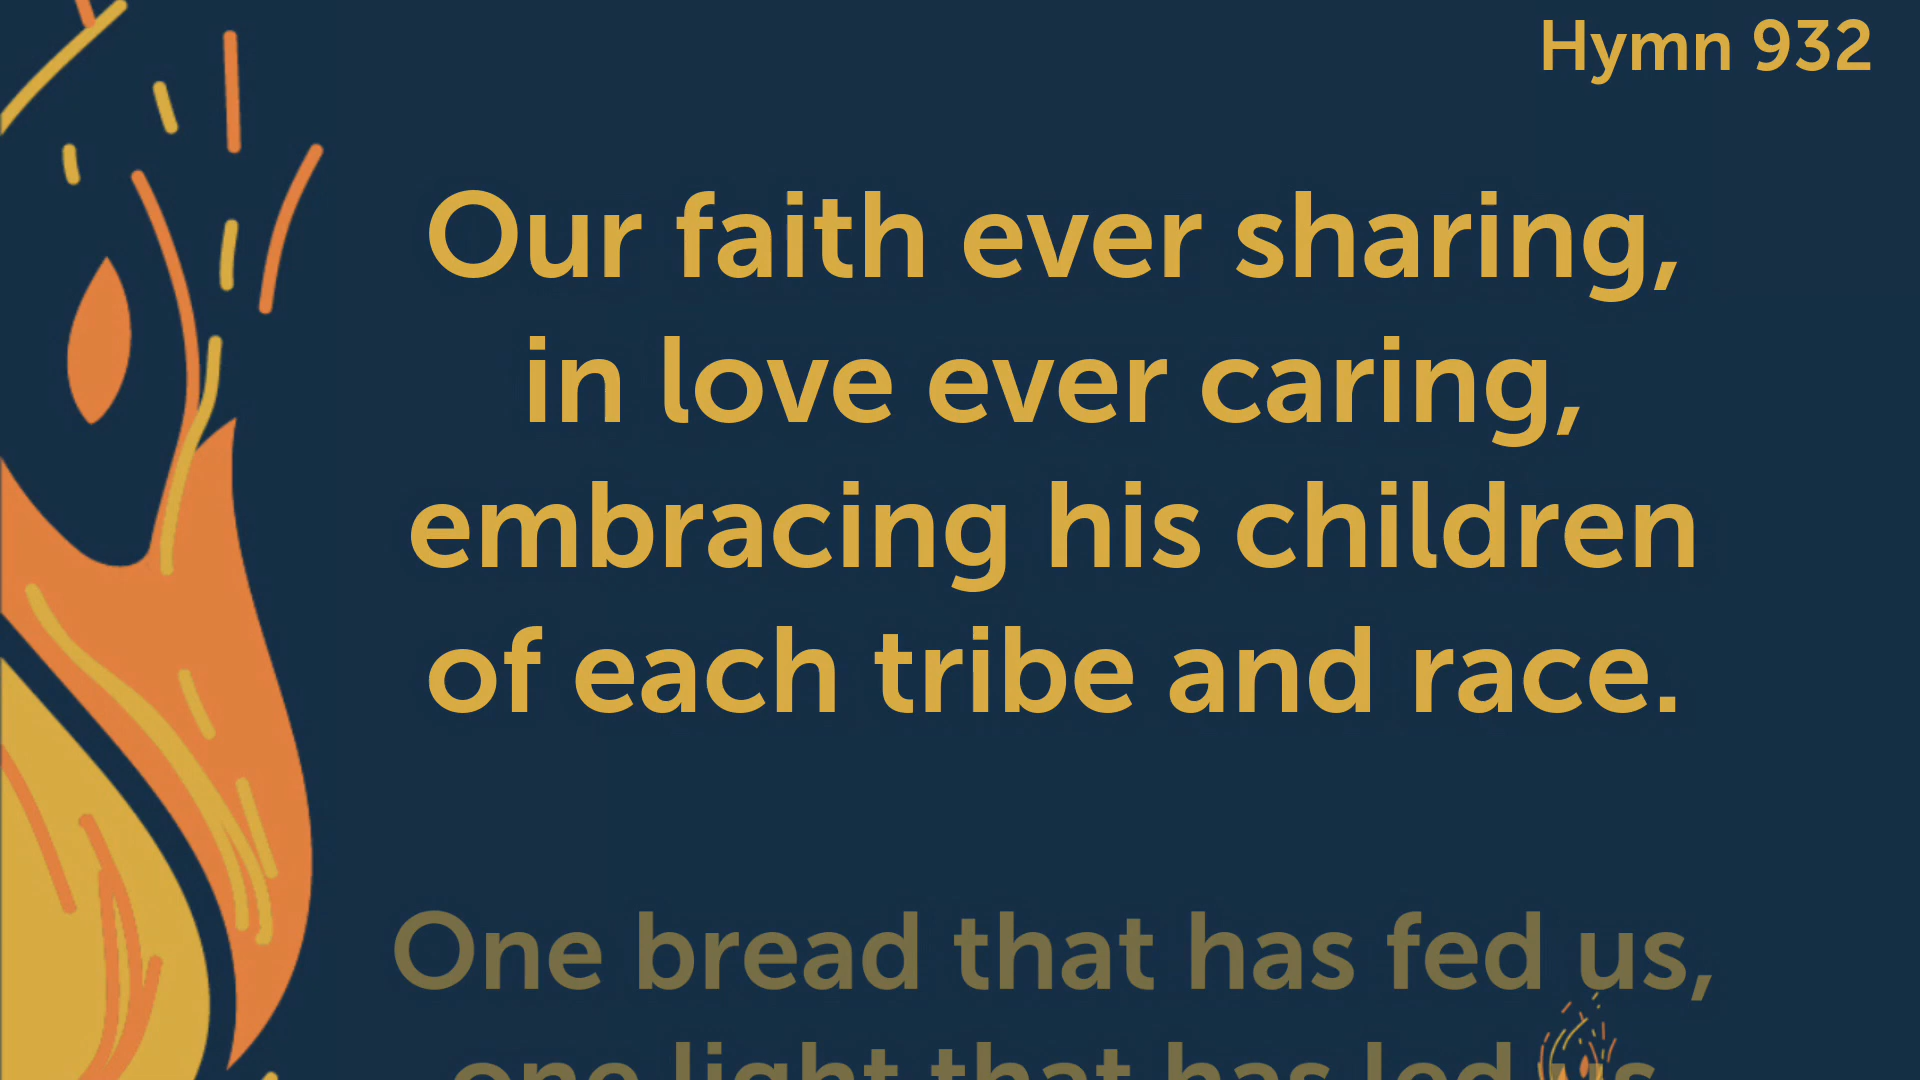 Hymn 932
Our faith ever sharing,
in love ever caring,
embracing his children
of each tribe and race.
One bread that has fed us,
one light that has led us